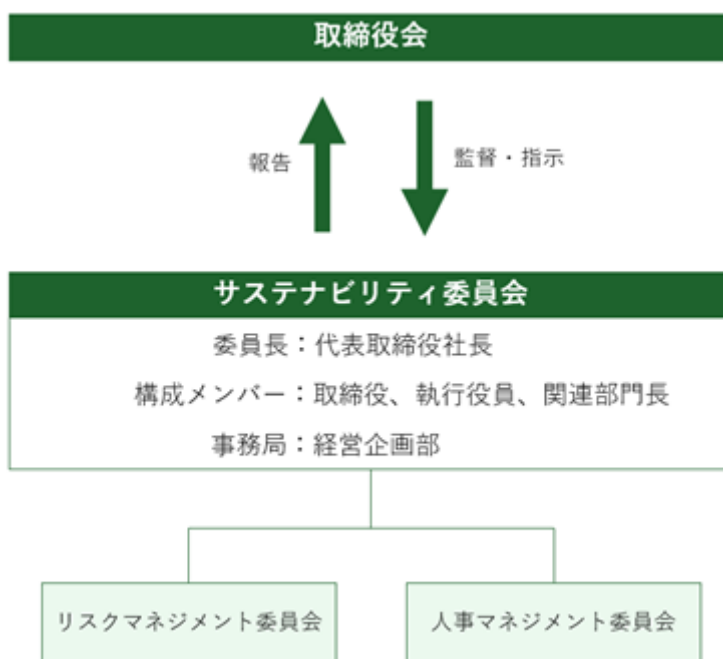 取締役会
報告
監督・指示
サステナビリティ委員会
委員長：代表取締役社長
構成メンバー：取締役、執行役員、関連部門長
事務局：経営企画部
リスクマネジメント委員会
人事マネジメント委員会